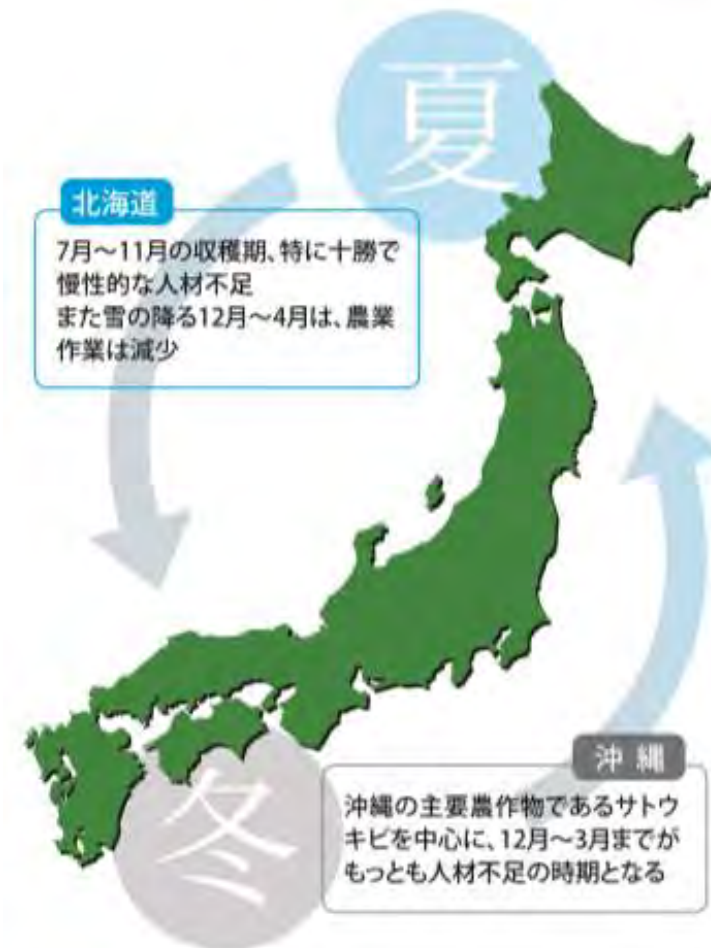 夏
北海道
7月～11月の収穫期、特に十勝で
慢性的な人材不足
また雪の降る12月～4月は、農業
作業は減少
沖縄
沖縄の主要農作物であるサトウ
キビを中心に、12月～3月までが
もっとも人材不足の時期となる
冬